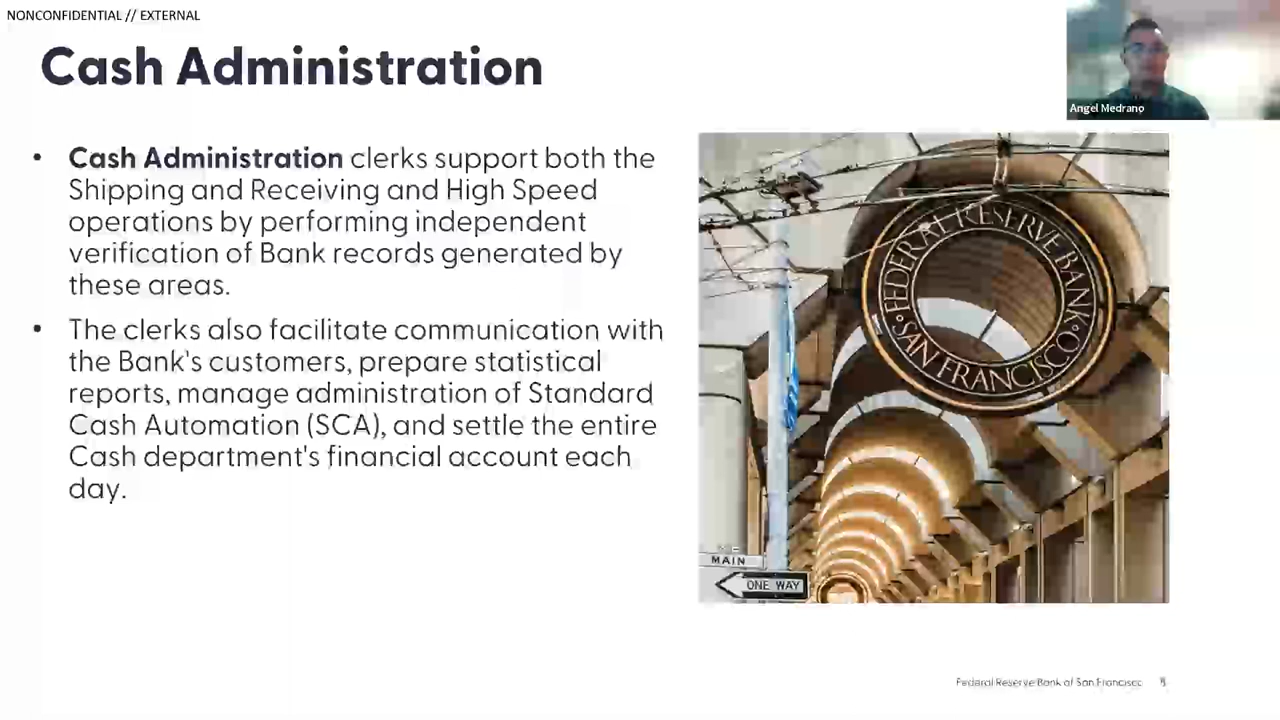 NONCONFIDENTIAL // EXTERNAL
Cash Administration
Angel Medrano
• Cash Administration clerks support both the
Shipping and Receiving and High Speed
operations by performing independent
verification of Bank records generated by
these areas.
• The clerks also facilitate communication with
the Bank's customers, prepare statistical
reports, manage administration of Standard
Cash Automation (SCA), and settle the entire
Cash department's financial account each
day.
FEDERAL RESERVE BANK
• SAN FRANCISCO •
MAIN
ONE WAY
Federal Reserve Bank of San Francisco